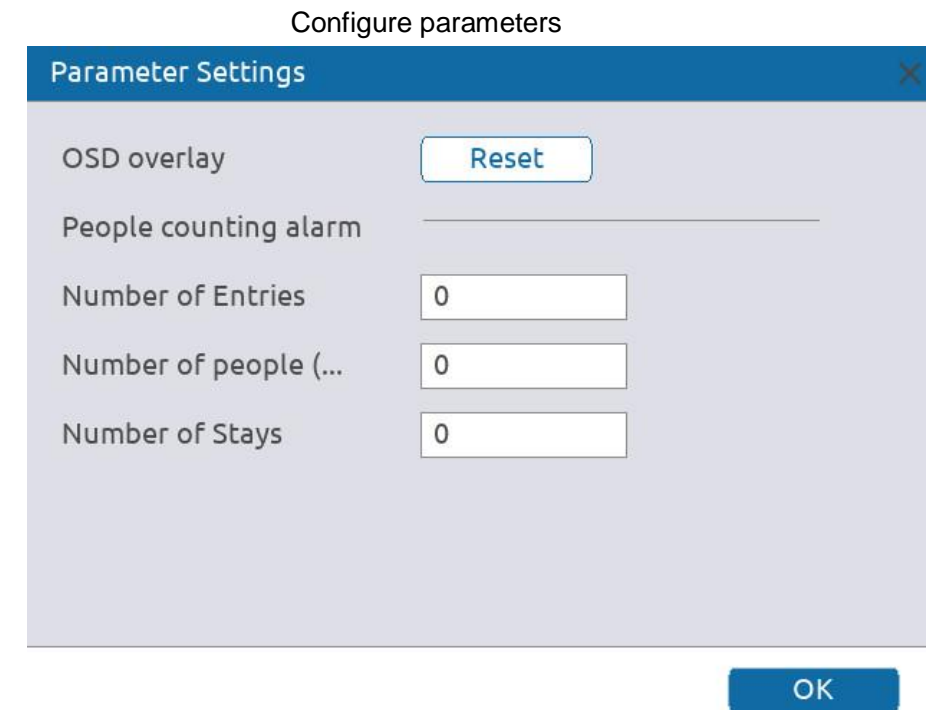 Configure parameters
Parameter Settings
OSD overlay Reset
People counting alarm
Number of Entries 0
Number of people (... 0
Number of Stays 0
OK